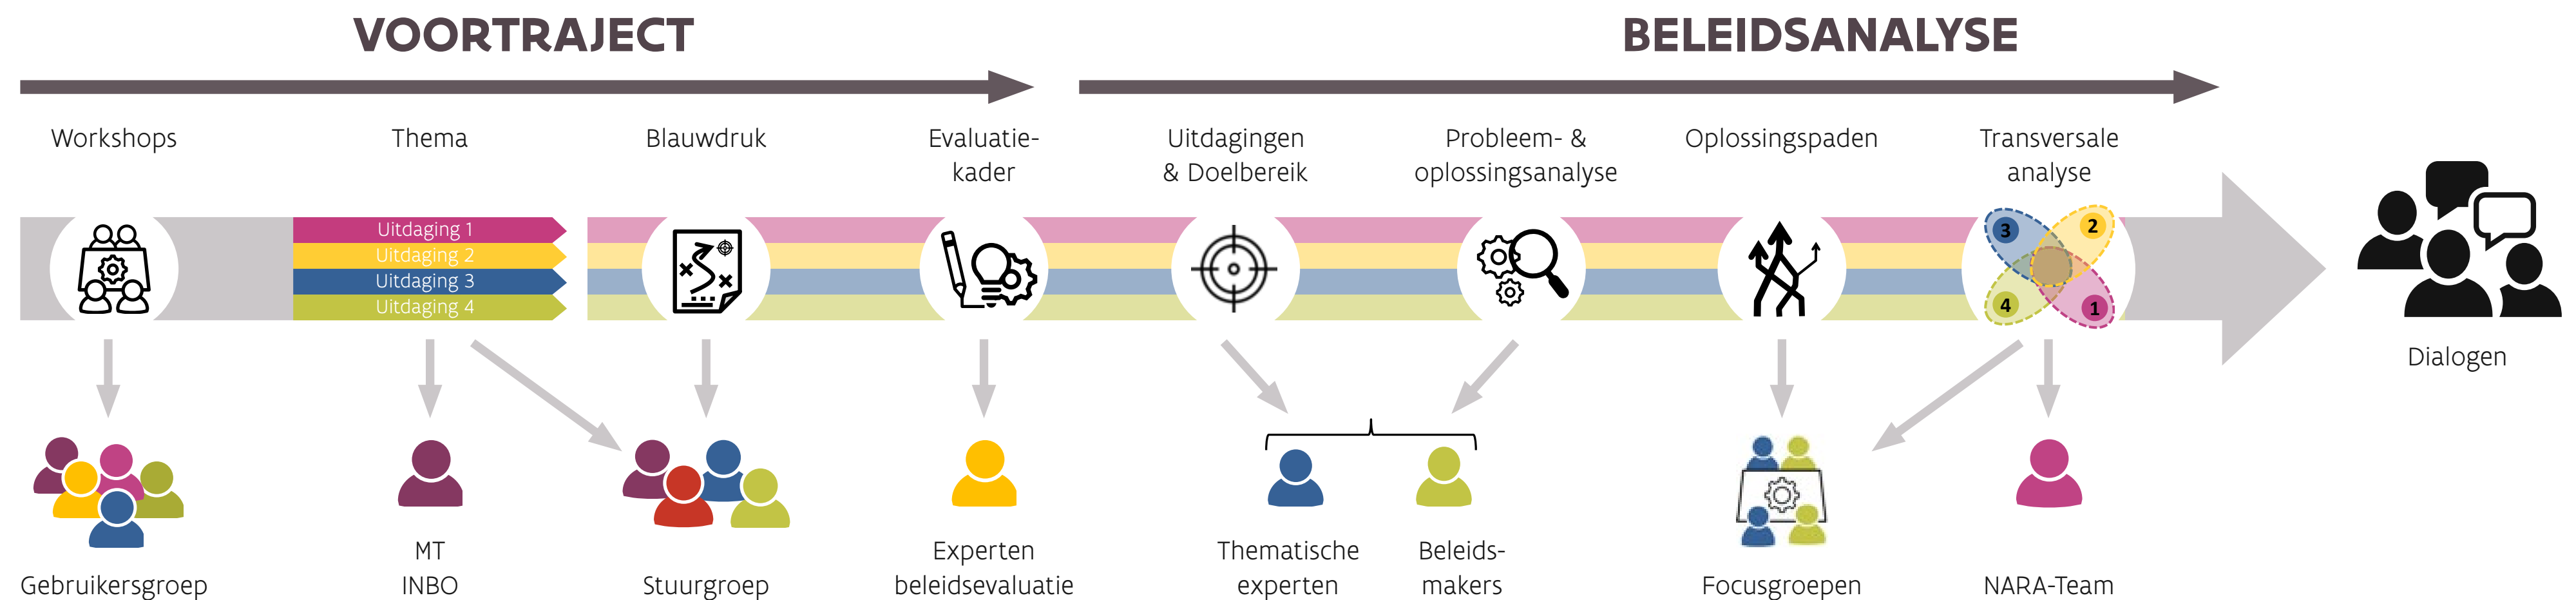 VOORTRAJECT
BELEIDSANALYSE
Workshops
Thema
Blauwdruk
Evaluatie-
kader
Uitdagingen
& Doelbereik
Probleem- &
oplossingsanalyse
Oplossingspaden
Transversale
analyse
Uitdaging 1
Uitdaging 2
Uitdaging 3
Uitdaging 4
3
2
4
1
Dialogen
Gebruikersgroep
MT
INBO
Stuurgroep
Experten
beleidsevaluatie
Thematische
experten
Beleids-
makers
Focusgroepen
NARA-Team